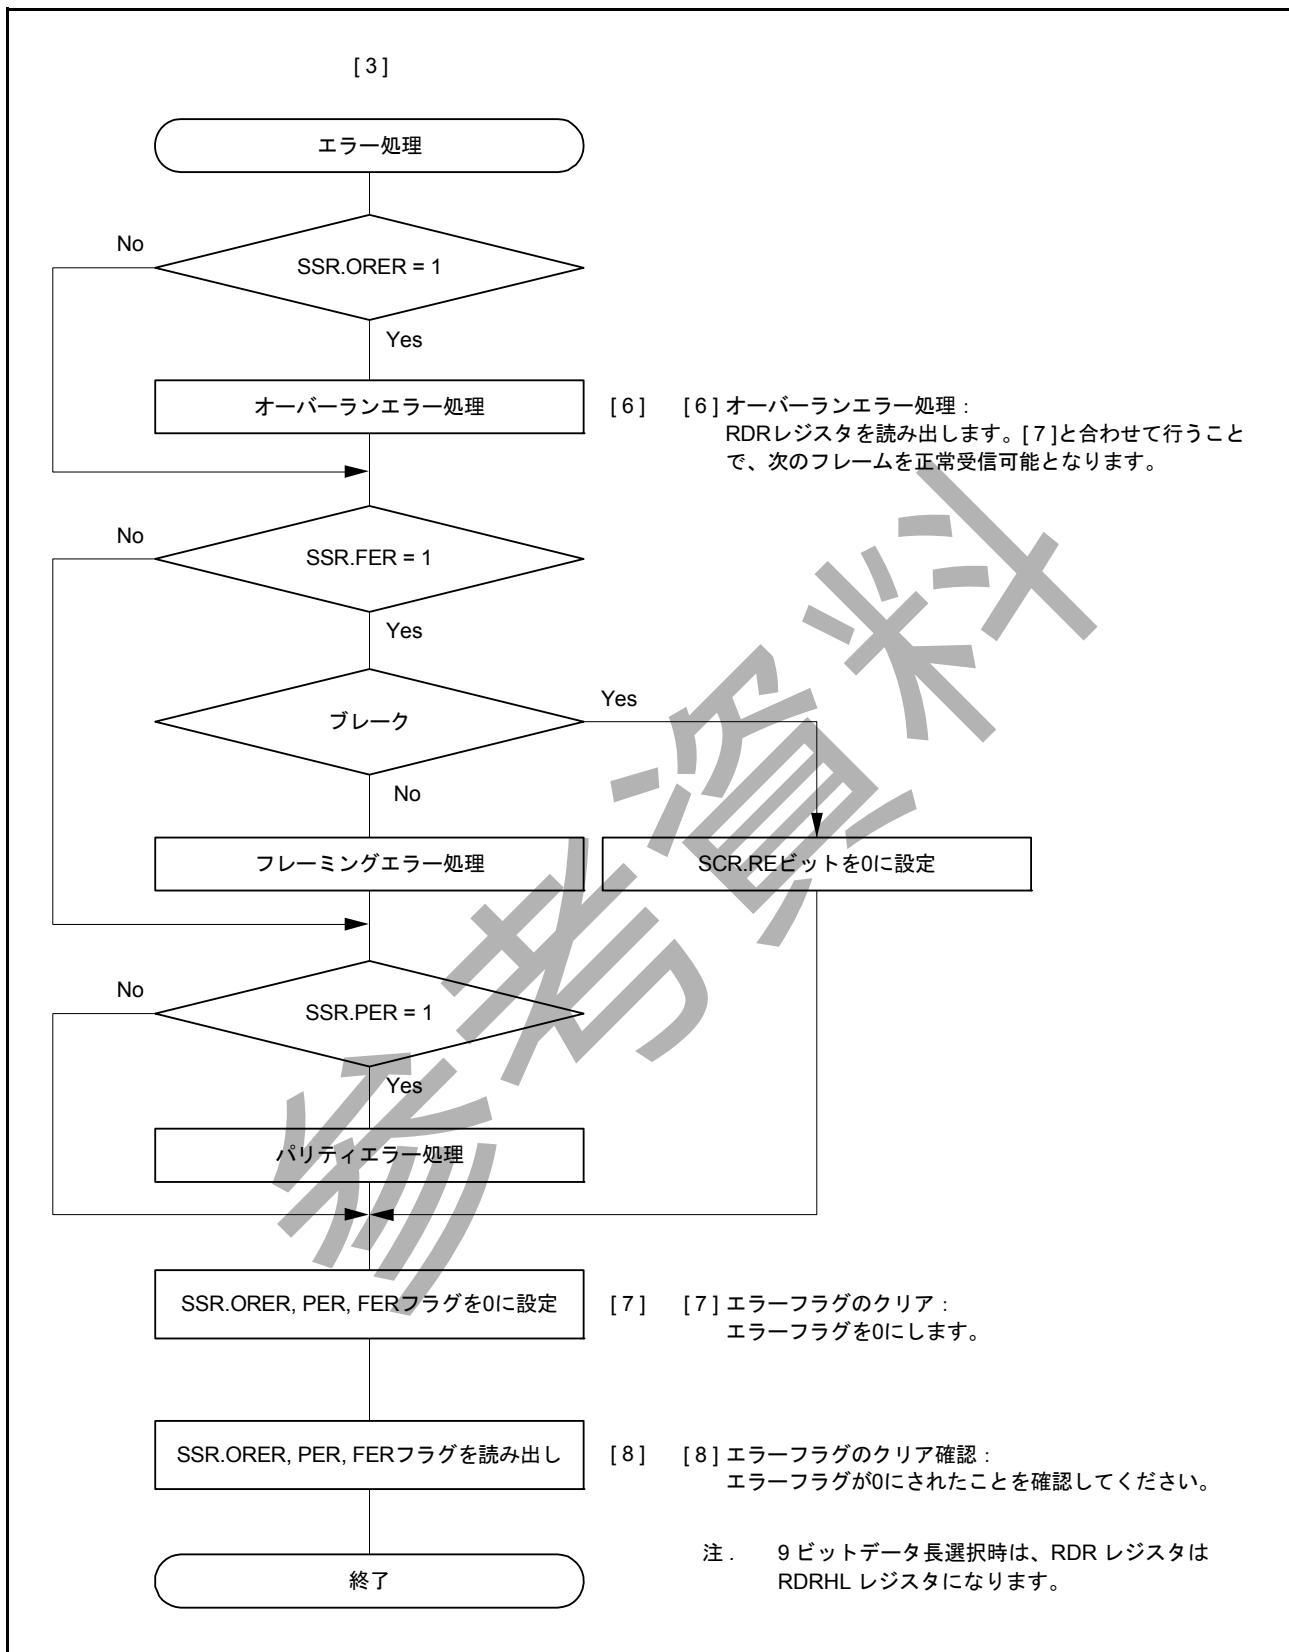 [ 3 ]
エラー処理
No
SSR.ORER = 1
Yes
オーバーランエラー処理
[ 6 ]
[ 6 ] オーバーランエラー処理：
RDRレジスタを読み出します。[ 7 ]と合わせて行うこと
で、次のフレームを正常受信可能となります。
No
SSR.FER = 1
Yes
ブレーク
Yes
No
フレーミングエラー処理
SCR.REビットを0に設定
No
SSR.PER = 1
Yes
パリティエラー処理
SSR.ORER, PER, FERフラグを0に設定
[ 7 ]
[ 7 ] エラーフラグのクリア：
エラーフラグを0にします。
SSR.ORER, PER, FERフラグを読み出し
[ 8 ]
[ 8 ] エラーフラグのクリア確認：
エラーフラグが0にされたことを確認してください。
終了
注． 9 ビットデータ長選択時は、RDR レジスタは
RDRHL レジスタになります。
参考資料